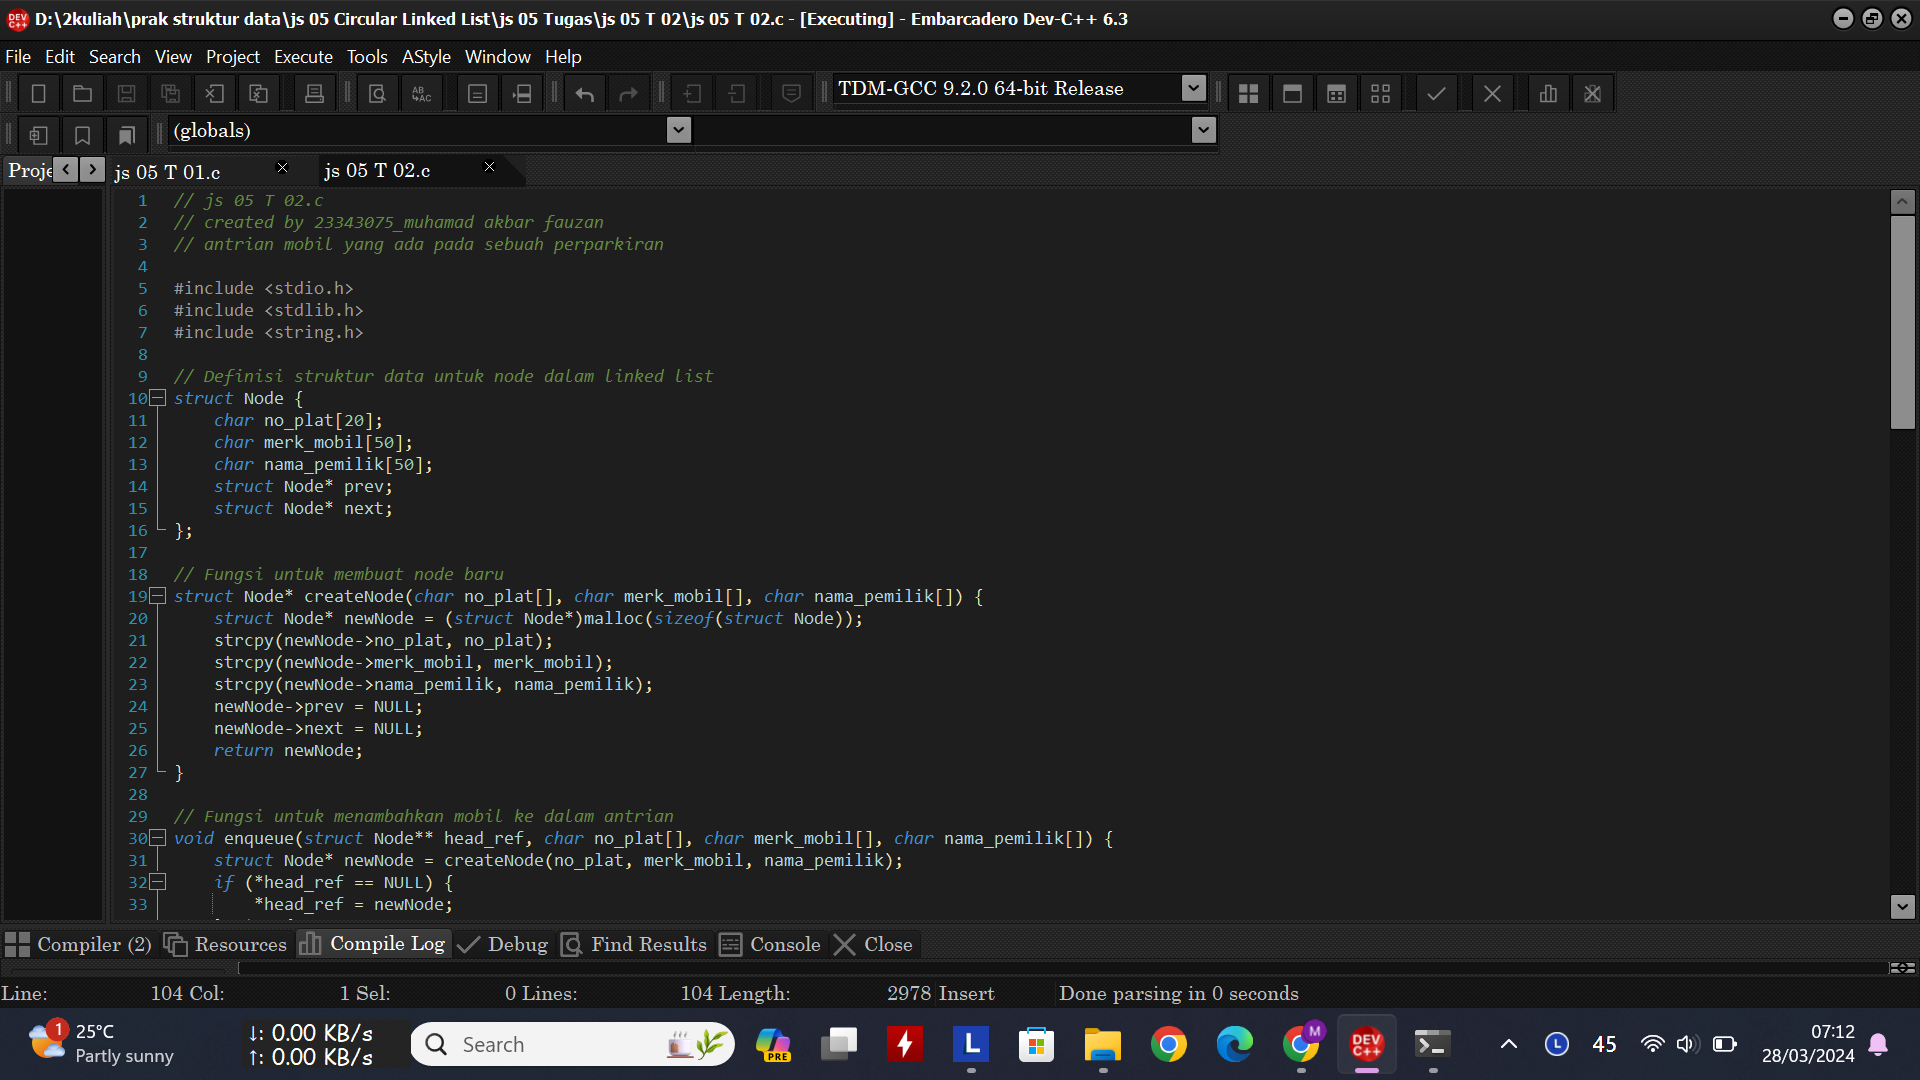 D:\2kuliah\prak struktur data\js 05 Circular Linked List\js 05 Tugas\js 05 T 02\js 05 T 02.c - [Executing] - Embarcadero Dev-C++ 6.3
File Edit Search View Project Execute Tools AStyle Window Help
TDM-GCC 9.2.0 64-bit Release
(globals)
Proje js 05 T 01.c js 05 T 02.c
1 // js 05 T 02.c
2 // created by 23343075_muhamad akbar fauzan
3 // antrian mobil yang ada pada sebuah perparkiran
4
5 #include <stdio.h>
6 #include <stdlib.h>
7 #include <string.h>
8
9 // Definisi struktur data untuk node dalam linked list
10 struct Node {
11 char no_plat[20];
12 char merk_mobil[50];
13 char nama_pemilik[50];
14 struct Node* prev;
15 struct Node* next;
16 };
17
18 // Fungsi untuk membuat node baru
19 struct Node* createNode(char no_plat[], char merk_mobil[], char nama_pemilik[]) {
20 struct Node* newNode = (struct Node*)malloc(sizeof(struct Node));
21 strcpy(newNode->no_plat, no_plat);
22 strcpy(newNode->merk_mobil, merk_mobil);
23 strcpy(newNode->nama_pemilik, nama_pemilik);
24 newNode->prev = NULL;
25 newNode->next = NULL;
26 return newNode;
27 }
28
29 // Fungsi untuk menambahkan mobil ke dalam antrian
30 void enqueue(struct Node** head_ref, char no_plat[], char merk_mobil[], char nama_pemilik[]) {
31 struct Node* newNode = createNode(no_plat, merk_mobil, nama_pemilik);
32 if (*head_ref == NULL) {
33 *head_ref = newNode;
Compiler (2) Resources Compile Log Debug Find Results Console Close
Line: 104 Col: 1 Sel: 0 Lines: 104 Length: 2978 Insert Done parsing in 0 seconds
1 25°C
Partly sunny
↓: 0.00 KB/s
↑: 0.00 KB/s
Search
PRE
L
M
DEV C++
L
45
07:12
28/03/2024